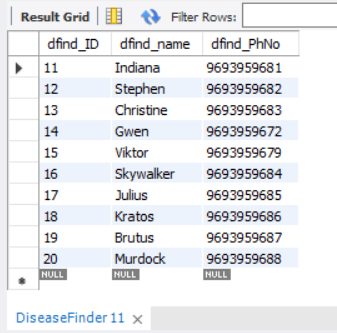 Result Grid Filter Rows:
dfind_ID dfind_name dfind_PhNo
11 Indiana 9693959681
12 Stephen 9693959682
13 Christine 9693959683
14 Gwen 9693959672
15 Viktor 9693959679
16 Skywalker 9693959684
17 Julius 9693959685
18 Kratos 9693959686
19 Brutus 9693959687
20 Murdock 9693959688
NULL NULL NULL
DiseaseFinder 11